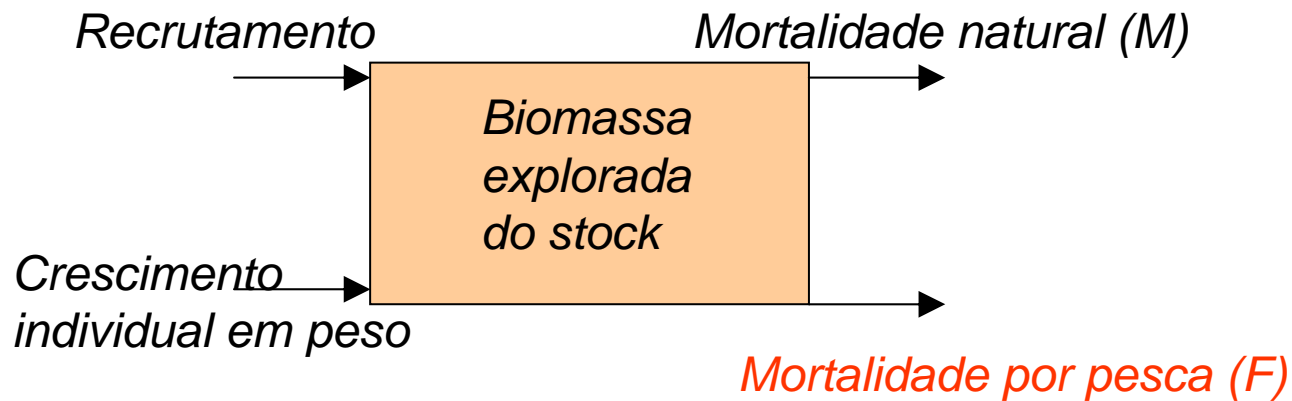 Recrutamento
Mortalidade natural (M)
Biomassa
explorada
do stock
Crescimento
individual em peso
Mortalidade por pesca (F)